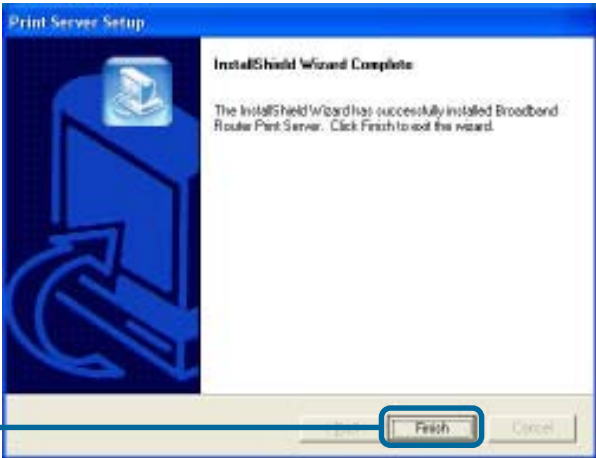 Print Server Setup
InstallShield Wizard Complete
The InstallShield Wizard has successfully installed Broadband
Router Print Server. Click Finish to exit the wizard.
Finish
Cancel